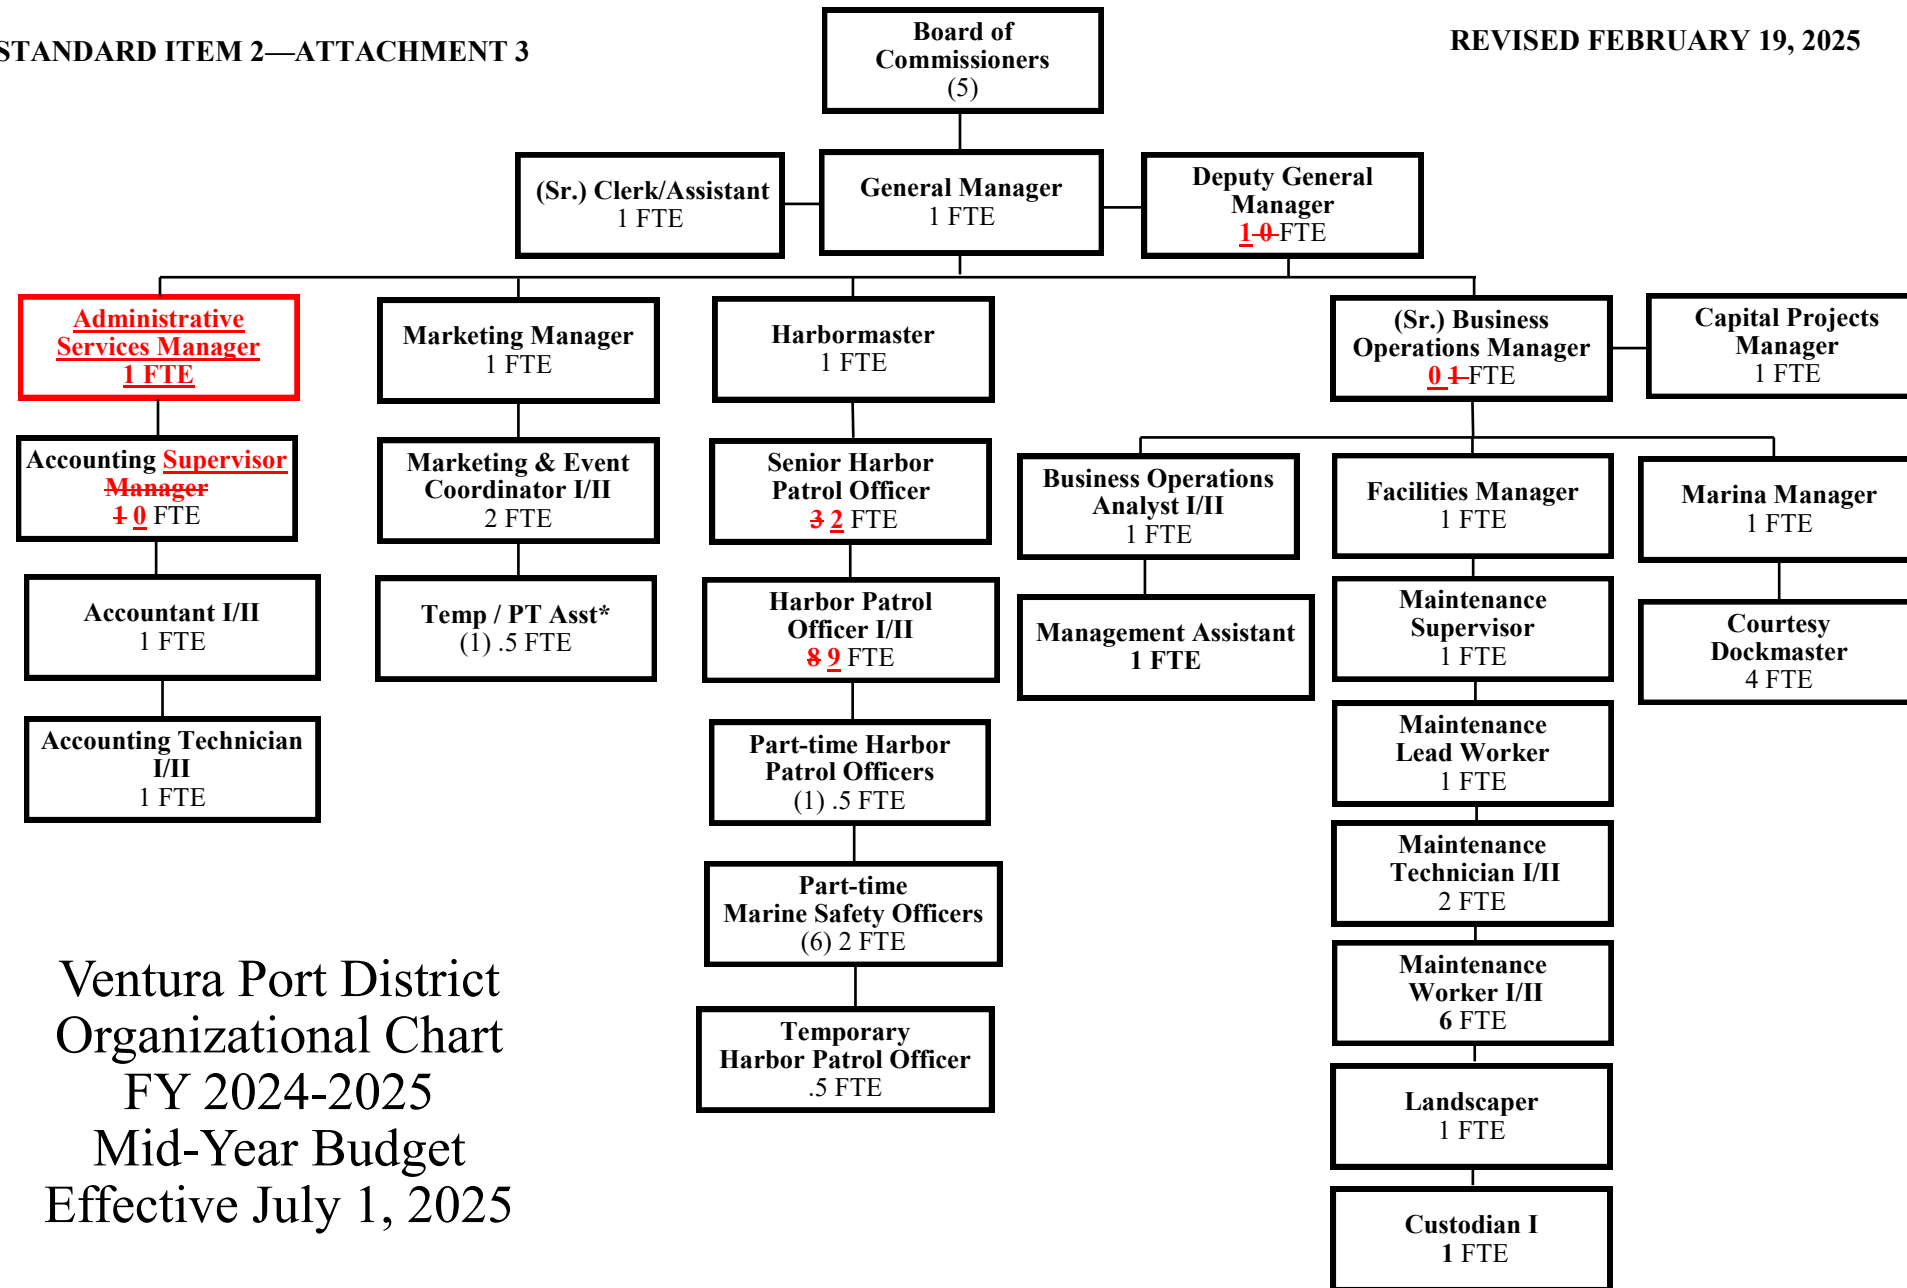 STANDARD ITEM 2—ATTACHMENT 3
REVISED FEBRUARY 19, 2025
Board of
Commissioners
(5)
(Sr.) Clerk/Assistant
1 FTE
General Manager
1 FTE
Deputy General
Manager
1 0 FTE
Administrative
Services Manager
1 FTE
Marketing Manager
1 FTE
Harbormaster
1 FTE
(Sr.) Business
Operations Manager
0 1 FTE
Capital Projects
Manager
1 FTE
Accounting Supervisor
Manager
1 0 FTE
Marketing & Event
Coordinator I/II
2 FTE
Senior Harbor
Patrol Officer
3 2 FTE
Business Operations
Analyst I/II
1 FTE
Facilities Manager
1 FTE
Marina Manager
1 FTE
Accountant I/II
1 FTE
Temp / PT Asst*
(1) .5 FTE
Harbor Patrol
Officer I/II
8 9 FTE
Management Assistant
1 FTE
Maintenance
Supervisor
1 FTE
Courtesy
Dockmaster
4 FTE
Accounting Technician
I/II
1 FTE
Part-time Harbor
Patrol Officers
(1) .5 FTE
Maintenance
Lead Worker
1 FTE
Part-time
Marine Safety Officers
(6) 2 FTE
Maintenance
Technician I/II
2 FTE
Temporary
Harbor Patrol Officer
.5 FTE
Maintenance
Worker I/II
6 FTE
Landscaper
1 FTE
Custodian I
1 FTE
Ventura Port District
Organizational Chart
FY 2024-2025
Mid-Year Budget
Effective July 1, 2025